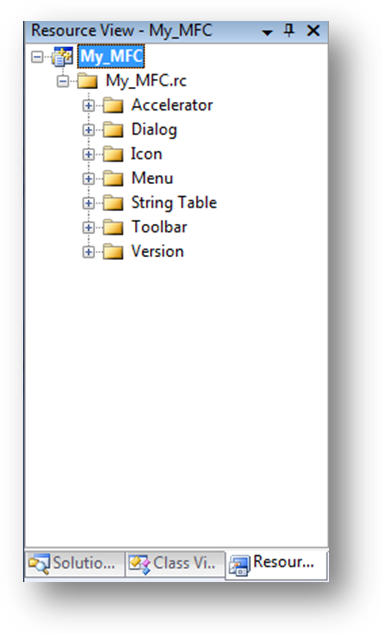 Resource View - My_MFC
My_MFC
My_MFC.rc
Accelerator
Dialog
Icon
Menu
String Table
Toolbar
Version
Solutio... Class Vi.. Resour...